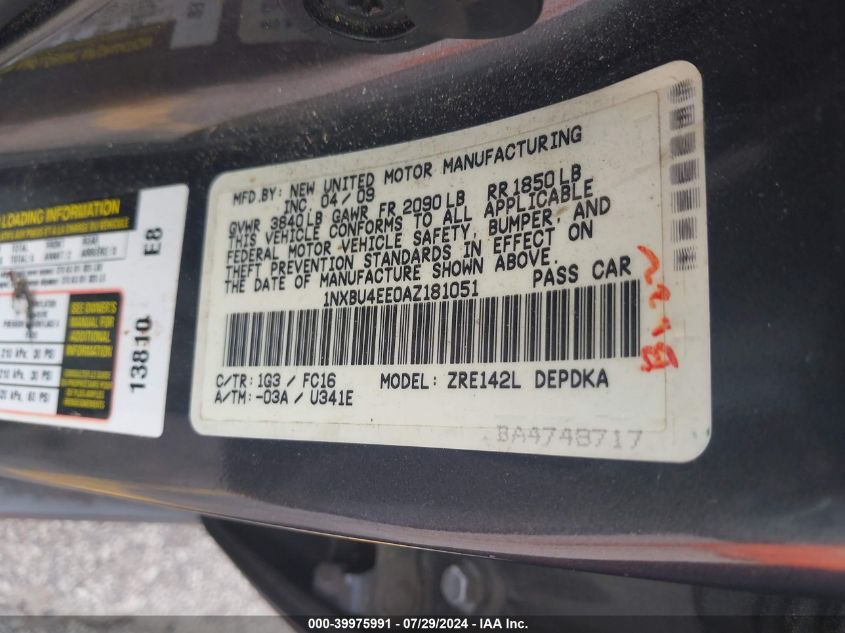 MFD.BY: NEW UNITED MOTOR MANUFACTURING
INC 04/09
GVWR 3840LB GAWR FR 2090LB RR 1850LB
THIS VEHICLE CONFORMS TO ALL APPLICABLE
FEDERAL MOTOR VEHICLE SAFETY, BUMPER, AND
THEFT PREVENTION STANDARDS IN EFFECT ON
THE DATE OF MANUFACTURE SHOWN ABOVE.
1NXBU4EE0AZ181051 PASS CAR
C/TR: 1G3 / FC16 MODEL: ZRE142L DEPDKA
A/TM: -03A / U341E
BA4748717
LOADING INFORMATION
SEE OWNER'S
MANUAL FOR
ADDITIONAL
INFORMATION
13810 E8
000-39975991 / 07/29/2024 / IAA Inc.